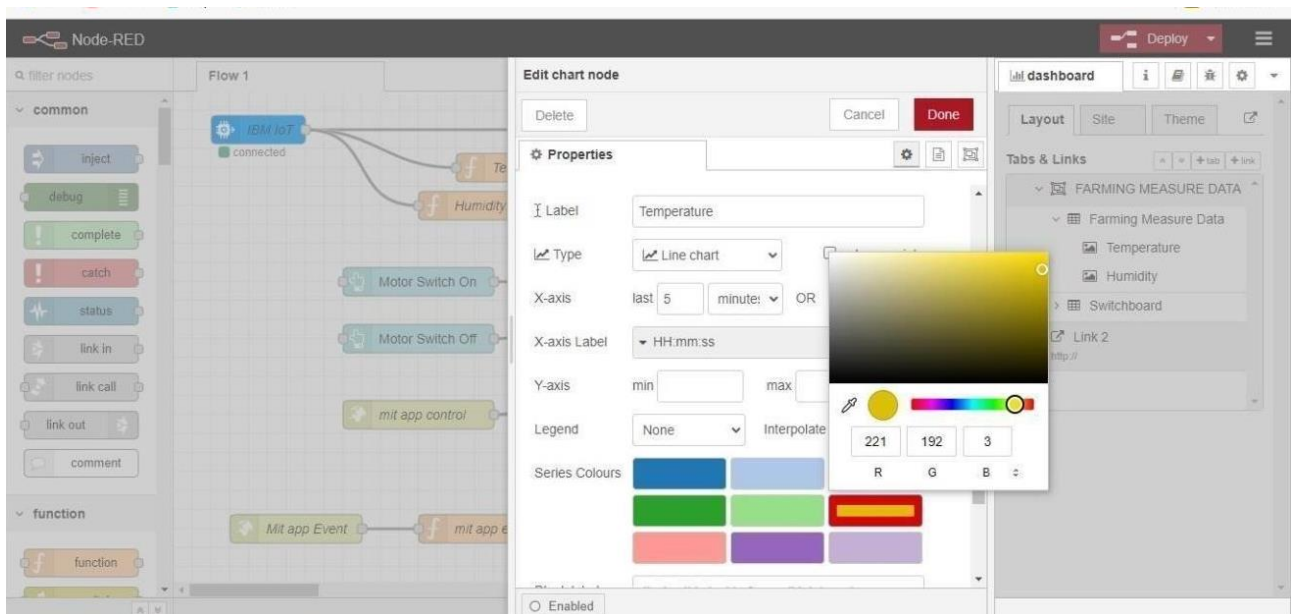 Node-RED
Deploy
filter nodes
Flow 1
Edit chart node
dashboard
i
common
Delete
Cancel
Done
Layout
Site
Theme
IBM IoT
connected
Properties
Tabs & Links
tab
link
inject
Te
FARMING MEASURE DATA
debug
Humidity
Label
Temperature
Farming Measure Data
complete
Type
Line chart
Temperature
catch
Motor Switch On
Humidity
X-axis
last 5
OR
status
Switchboard
link in
Motor Switch Off
X-axis Label
HH:mm:ss
Link 2
http://
link call
Y-axis
min
max
mit app control
link out
Legend
None
Interpolate
221
192
3
comment
Series Colours
R
G
B
function
Mit app Event
mit app e
function
Enabled